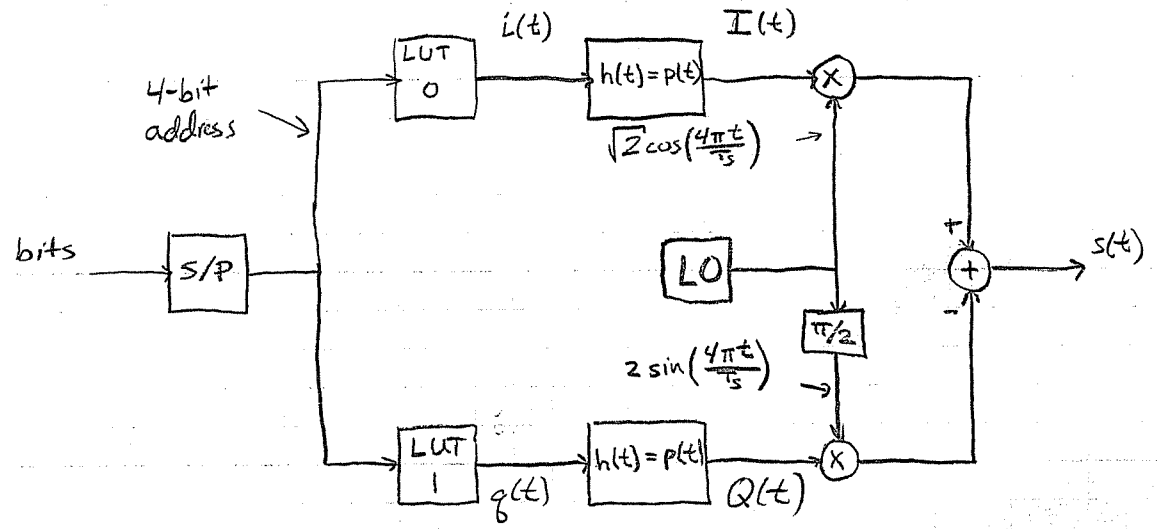 i(t)
I(t)
LUT
0
h(t)=p(t)
x
4-bit
address
√2 cos(4πt/Ts)
bits
S/P
LO
+
+
s(t)
-
π/2
2 sin(4πt/Ts)
LUT
1
h(t)=p(t)
x
q(t)
Q(t)